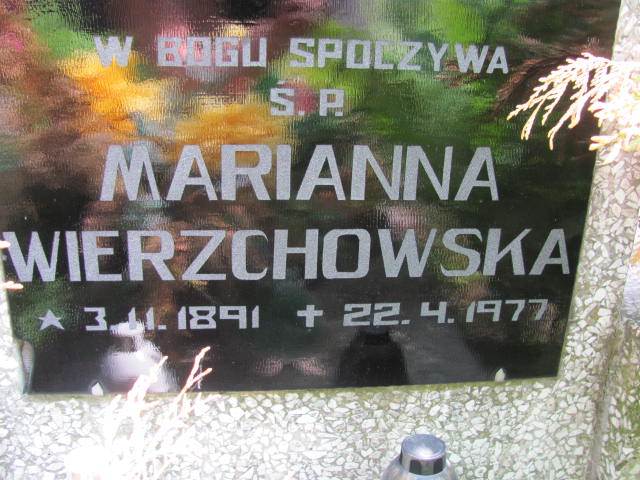 W BOGU SPOCZYWA
Ś. P.
MARIANNA
WIERZCHOWSKA
★ 3.11.1891 ✝ 22.4.1977